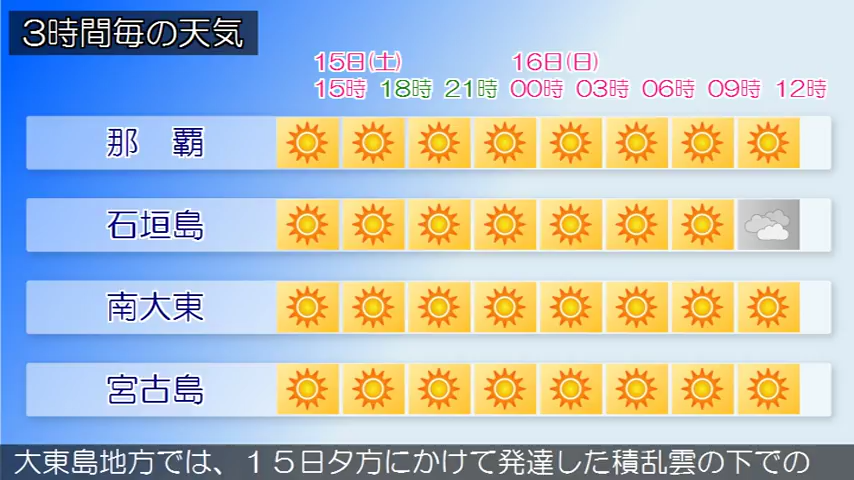 3時間毎の天気
15日(土) 16日(日)
15時 18時 21時 00時 03時 06時 09時 12時
那 覇
石垣島
南大東
宮古島
大東島地方では、１５日夕方にかけて発達した積乱雲の下での